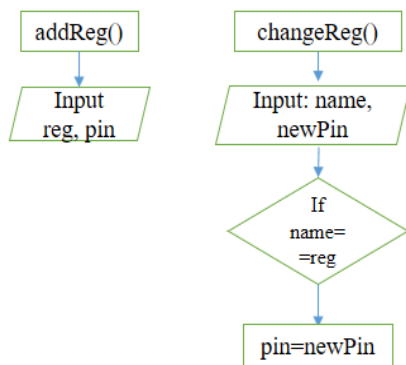 addReg()
Input
reg, pin
changeReg()
Input: name,
newPin
If
name=
=reg
pin=newPin